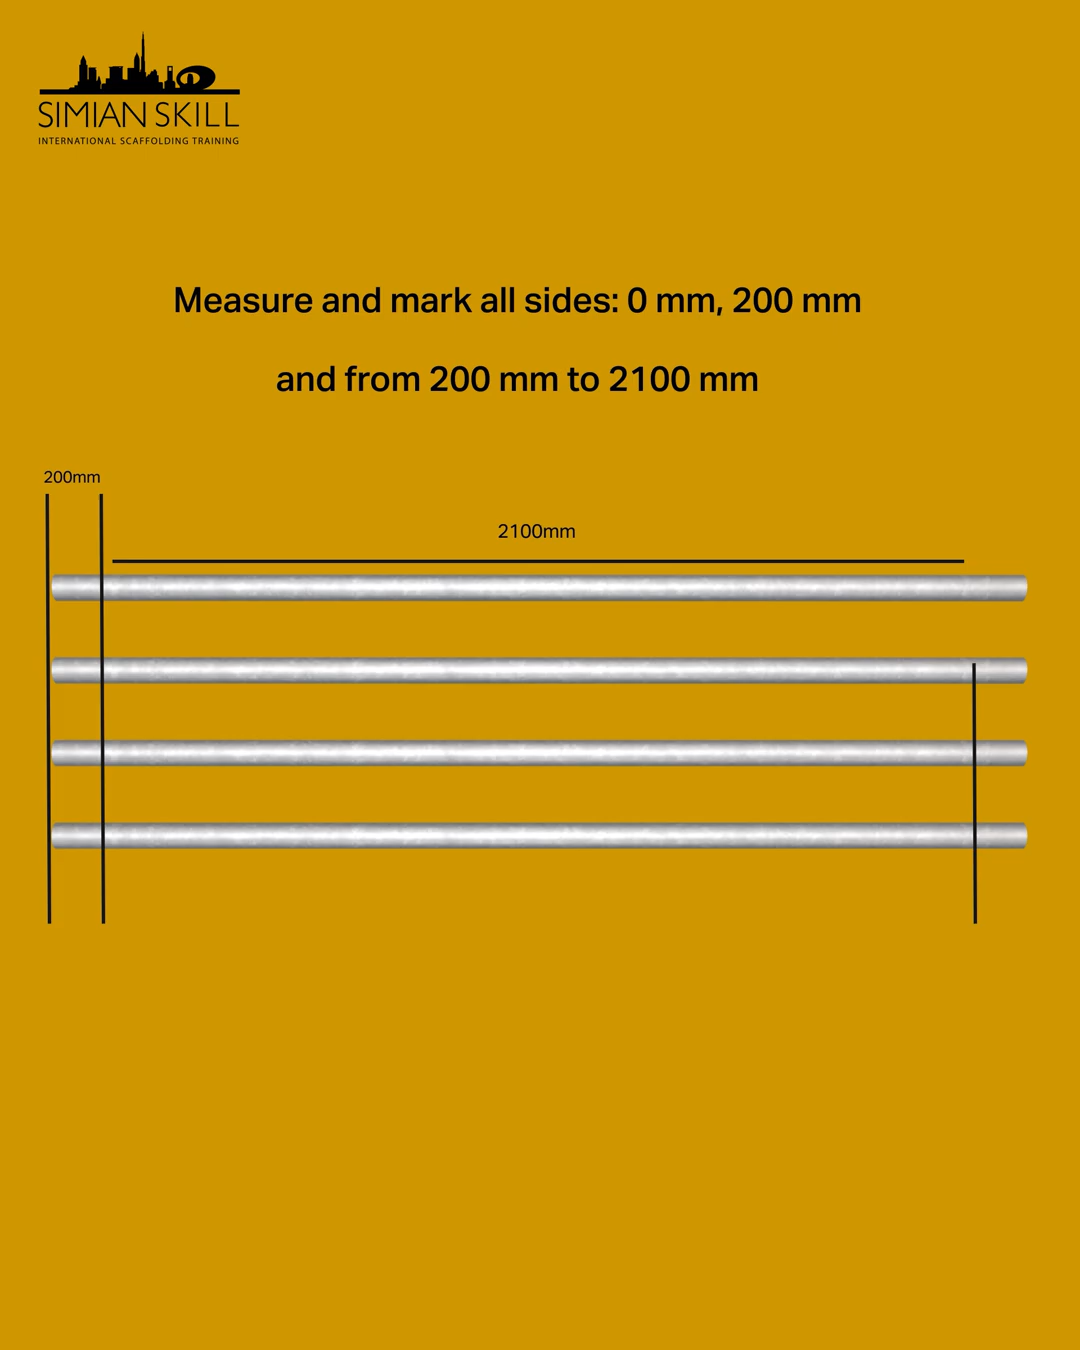 SIMIAN SKILL
INTERNATIONAL SCAFFOLDING TRAINING
Measure and mark all sides: 0 mm, 200 mm
and from 200 mm to 2100 mm
200mm
2100mm